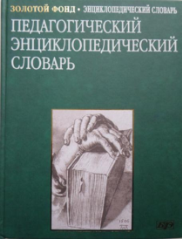 ЗОЛОТОЙ ФОНД • ЭНЦИКЛОПЕДИЧЕСКИЙ СЛОВАРЬ
ПЕДАГОГИЧЕСКИЙ
ЭНЦИКЛОПЕДИЧЕСКИЙ
СЛОВАРЬ